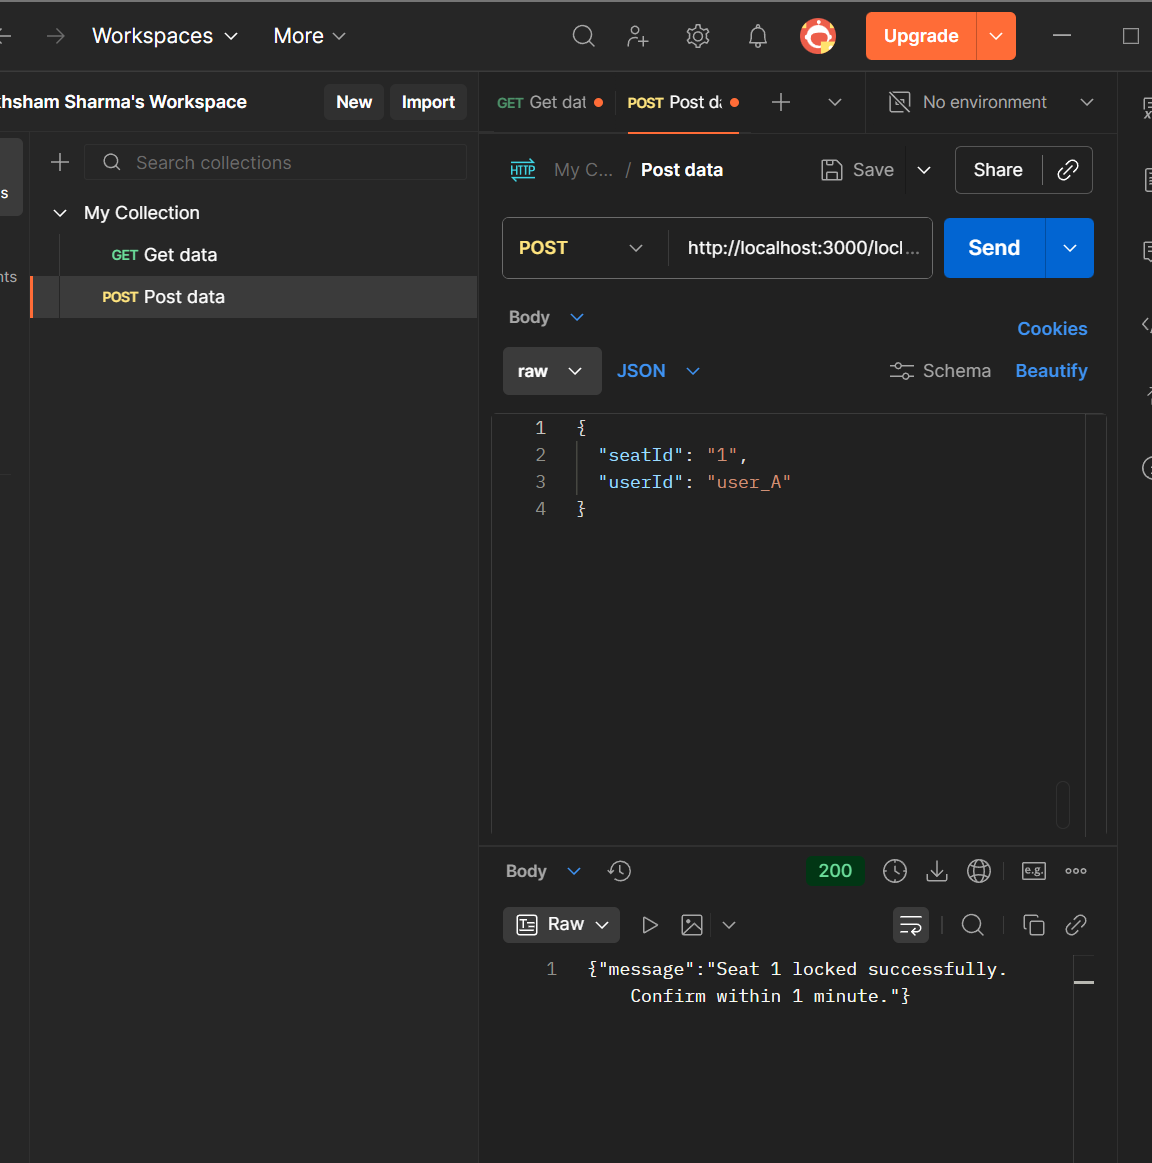 Workspaces More Upgrade
khsham Sharma's Workspace New Import
GET Get dat POST Post da No environment
Search collections
s
My Collection
GET Get data
nts
POST Post data
HTTP My C... / Post data Save Share
POST http://localhost:3000/locl... Send
Body
Cookies
raw JSON Schema Beautify
1 {
2 "seatId": "1",
3 "userId": "user_A"
4 }
Body 200 e.g.
Raw
1 {"message":"Seat 1 locked successfully.
Confirm within 1 minute."}